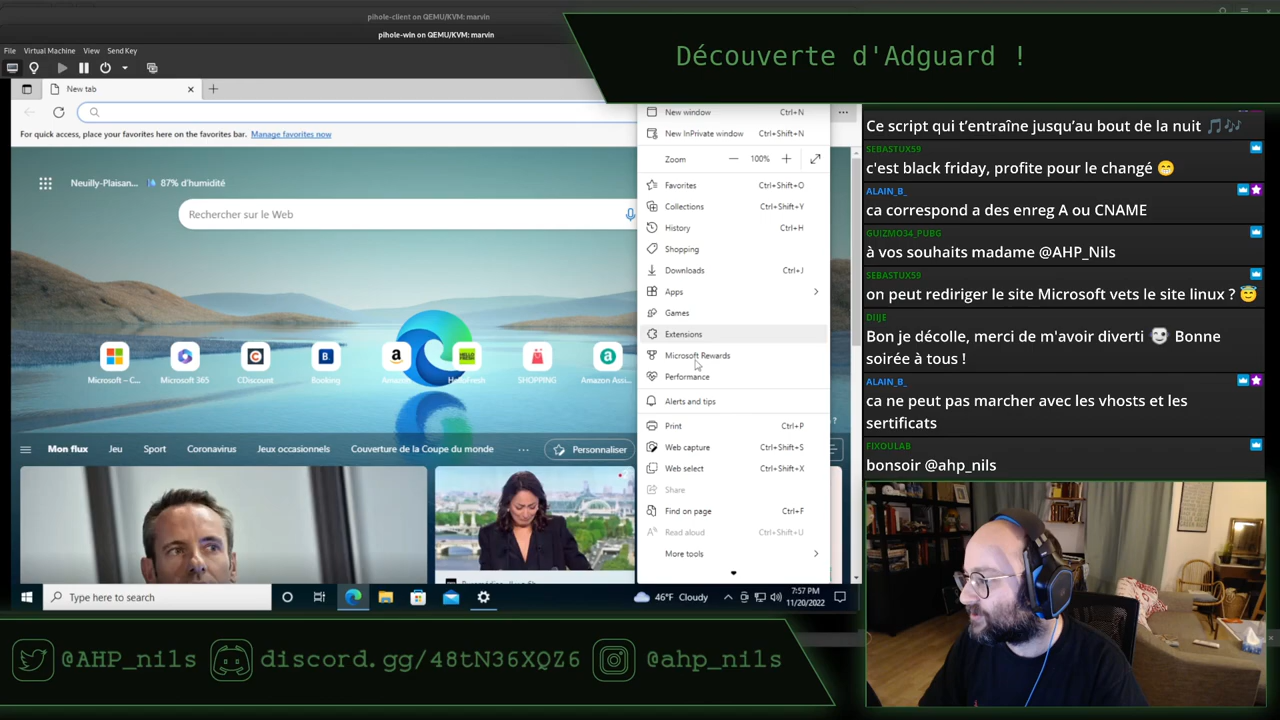 pihole-client on QEMU/KVM: marvin
pihole-win on QEMU/KVM: marvin
File Virtual Machine View Send Key
Découverte d'Adguard !
New tab
For quick access, place your favorites here on the favorites bar. Manage favorites now
Neuilly-Plaisan... 87% d'humidité
Rechercher sur le Web
Microsoft – C...
Microsoft 365
CDiscount
Booking
Amazon
HelloFresh
SHOPPING
Amazon Assi...
Mon flux Jeu Sport Coronavirus Jeux occasionnels Couverture de la Coupe du monde ... Personnaliser
New window Ctrl+N
New InPrivate window Ctrl+Shift+N
Zoom — 100% +
Favorites Ctrl+Shift+O
Collections Ctrl+Shift+Y
History Ctrl+H
Shopping
Downloads Ctrl+J
Apps
Games
Extensions
Microsoft Rewards
Performance
Alerts and tips
Print Ctrl+P
Web capture Ctrl+Shift+S
Web select Ctrl+Shift+X
Share
Find on page Ctrl+F
Read aloud Ctrl+Shift+U
More tools
Type here to search
46°F Cloudy
7:57 PM
11/20/2022
Ce script qui t'entraîne jusqu'au bout de la nuit 🎵🎶
SEBASTUX59
c'est black friday, profite pour le changé 😁
ALAIN_B_
ca correspond a des enreg A ou CNAME
GUIZMO34_PUBG
à vos souhaits madame @AHP_Nils
SEBASTUX59
on peut rediriger le site Microsoft vets le site linux ? 😇
DIIJE
Bon je décolle, merci de m'avoir diverti 😉 Bonne
soirée à tous !
ALAIN_B_
ca ne peut pas marcher avec les vhosts et les
sertificats
FIXOULAB
bonsoir @ahp_nils
@AHP_nils discord.gg/48tN36XQZ6 @ahp_nils